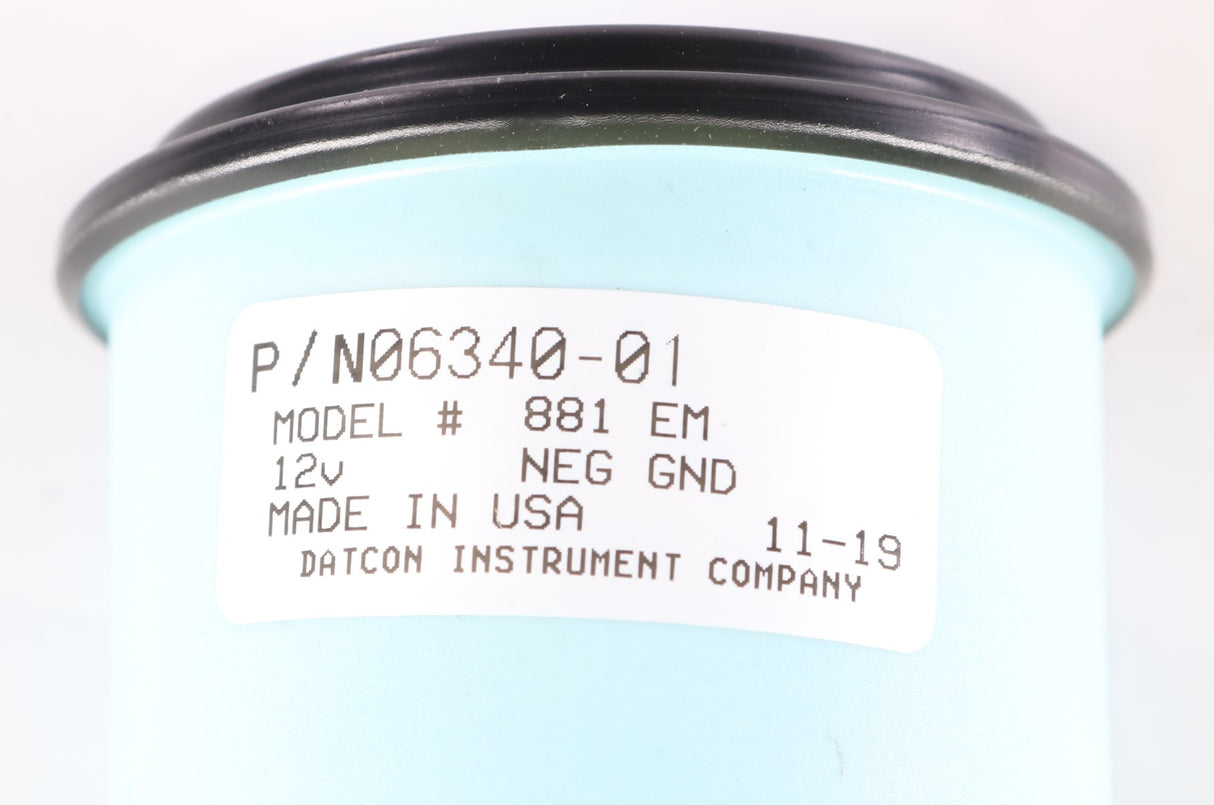 P/N06340-01
MODEL # 881 EM
12v NEG GND
MADE IN USA 11-19
DATCON INSTRUMENT COMPANY